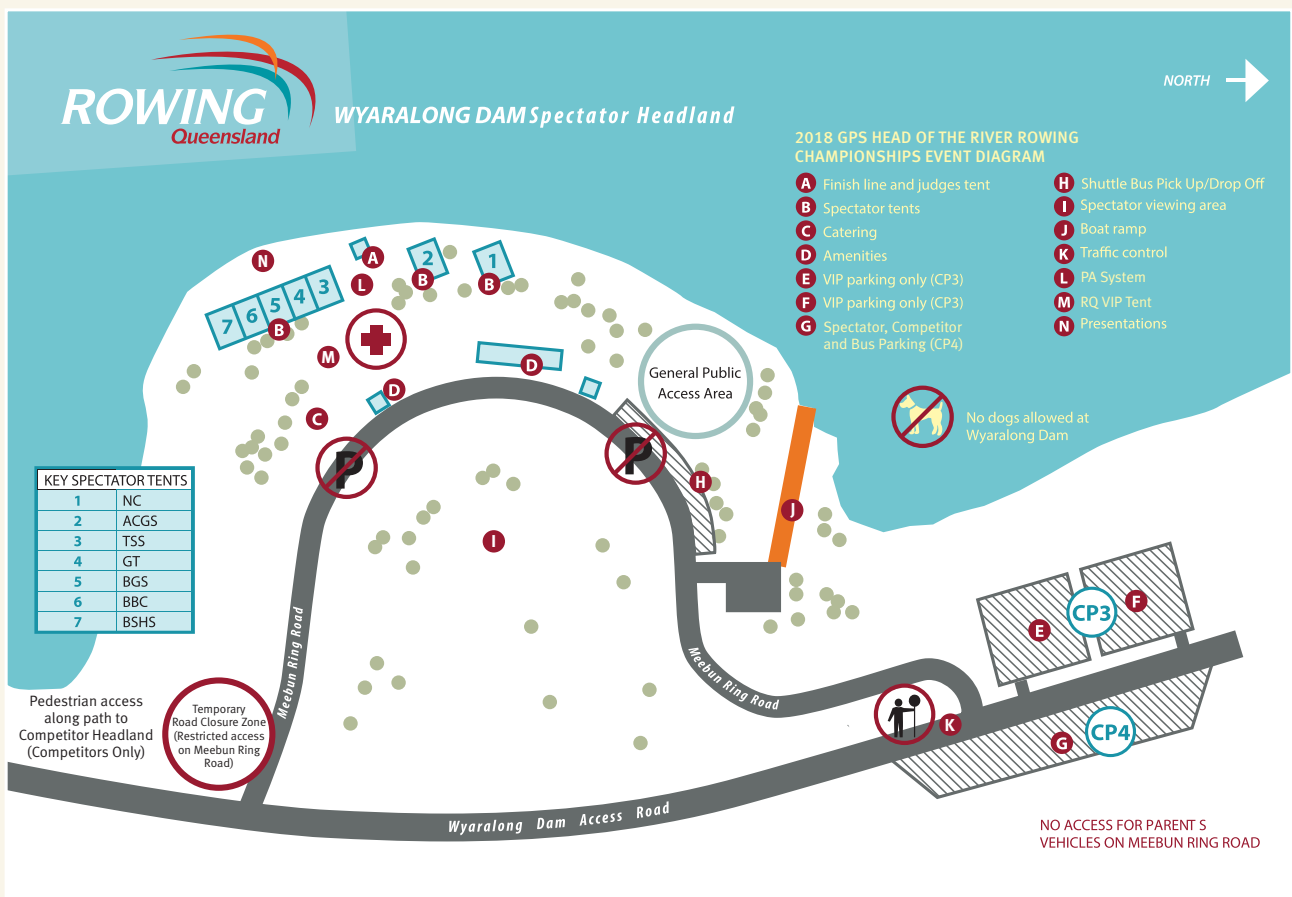 ROWING
Queensland
WYARALONG DAM Spectator Headland
NORTH
2018 GPS HEAD OF THE RIVER ROWING
CHAMPIONSHIPS EVENT DIAGRAM
A Finish line and judges tent
B Spectator tents
C Catering
D Amenities
E VIP parking only (CP3)
F VIP parking only (CP3)
G Spectator, Competitor
and Bus Parking (CP4)
H Shuttle Bus Pick Up/Drop Off
I Spectator viewing area
J Boat ramp
K Traffic control
L PA System
M RQ VIP Tent
N Presentations
No dogs allowed at
Wyaralong Dam
N
A
L
2
B
1
B
7 6 5 4 3
B
M
D
D
C
P
P
General Public
Access Area
H
I
J
KEY SPECTATOR TENTS
1 NC
2 ACGS
3 TSS
4 GT
5 BGS
6 BBC
7 BSHS
Meebun Ring Road
Meebun Ring Road
E
CP3
F
K
G
CP4
Pedestrian access
along path to
Competitor Headland
(Competitors Only)
Temporary
Road Closure Zone
(Restricted access
on Meebun Ring
Road)
Wyaralong Dam Access Road
NO ACCESS FOR PARENT S
VEHICLES ON MEEBUN RING ROAD